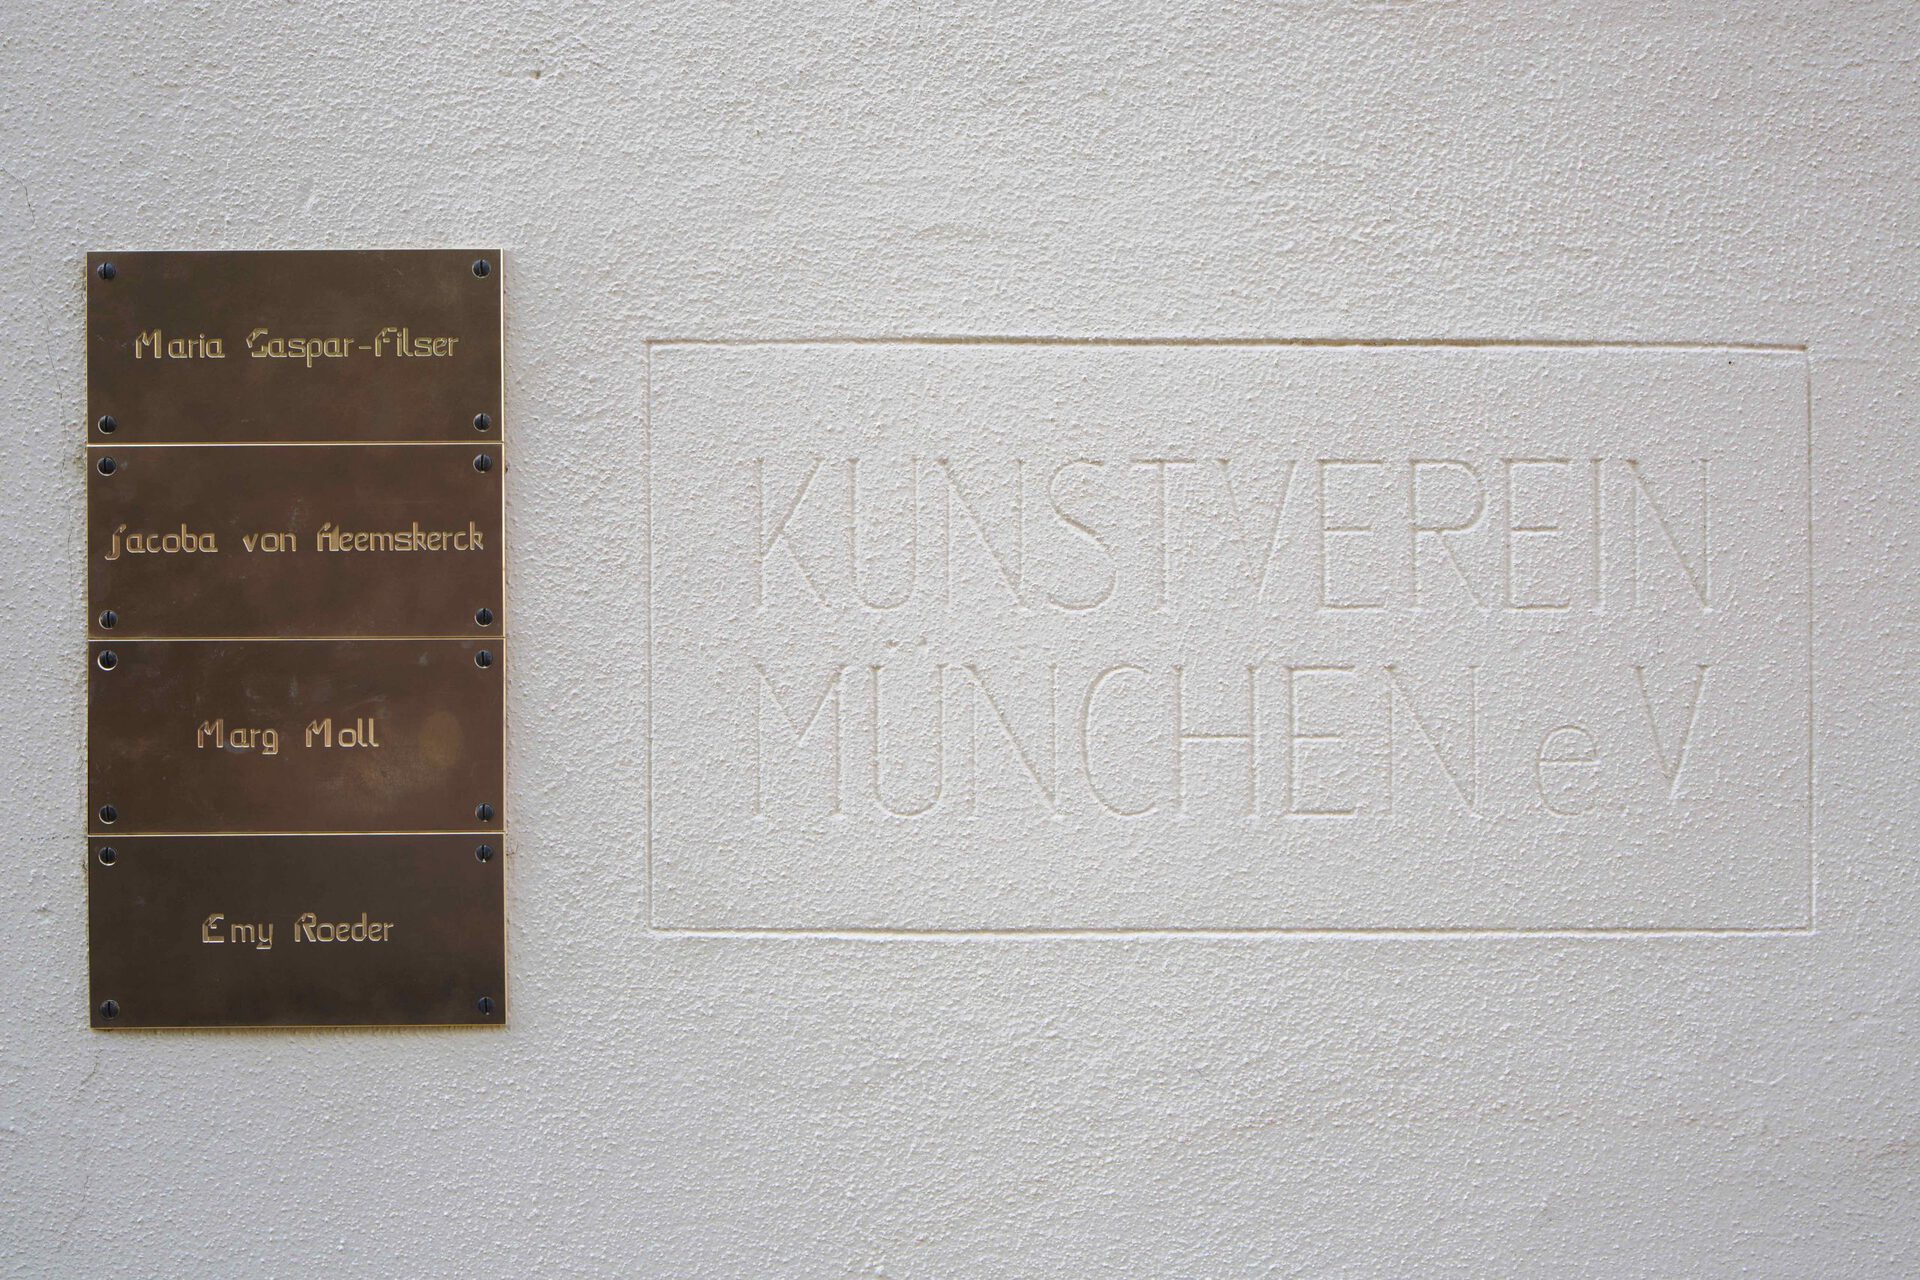 Maria Caspar-Filser
Jacoba von Heemskerck
Marg Moll
Emy Roeder
KUNSTVEREIN
MÜNCHEN e.V